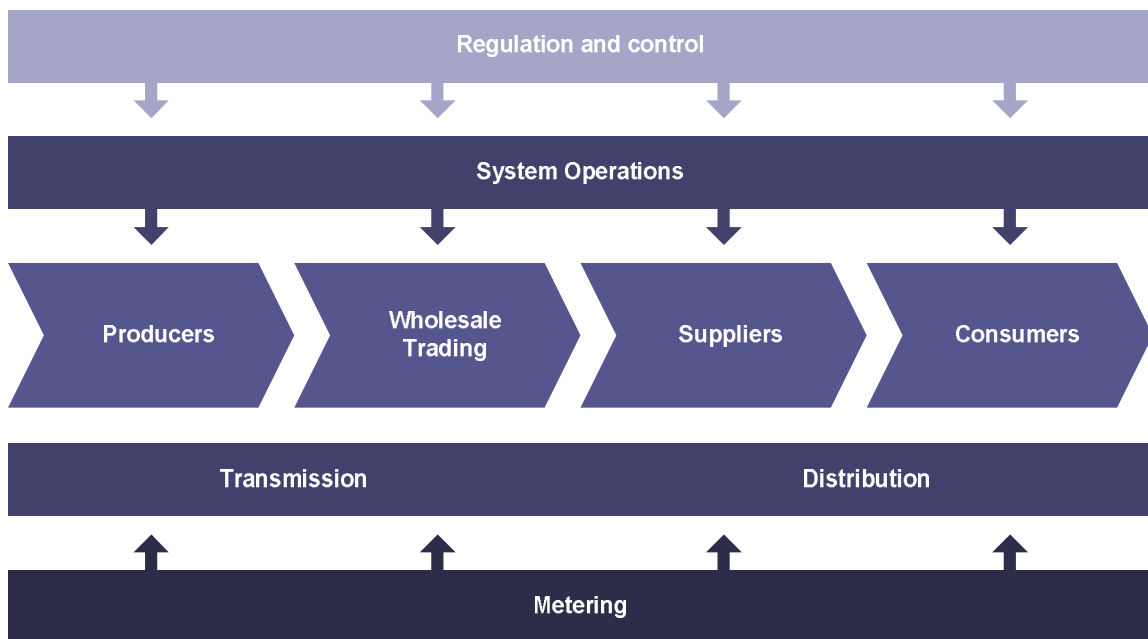 Regulation and control
System Operations
Producers
Wholesale
Trading
Suppliers
Consumers
Transmission
Distribution
Metering